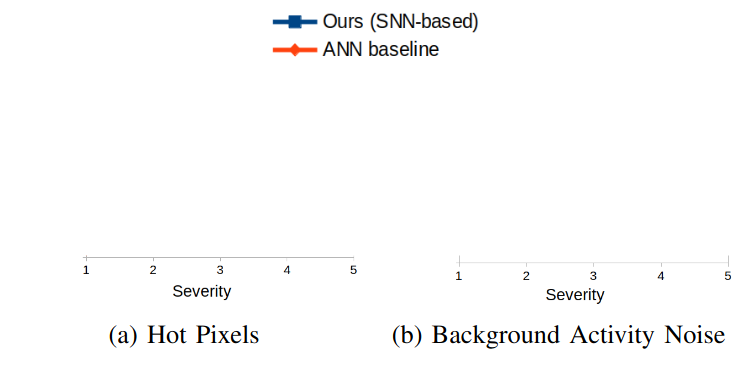 Ours (SNN-based)
ANN baseline
1 2 3 4 5
Severity
(a) Hot Pixels
1 2 3 4 5
Severity
(b) Background Activity Noise